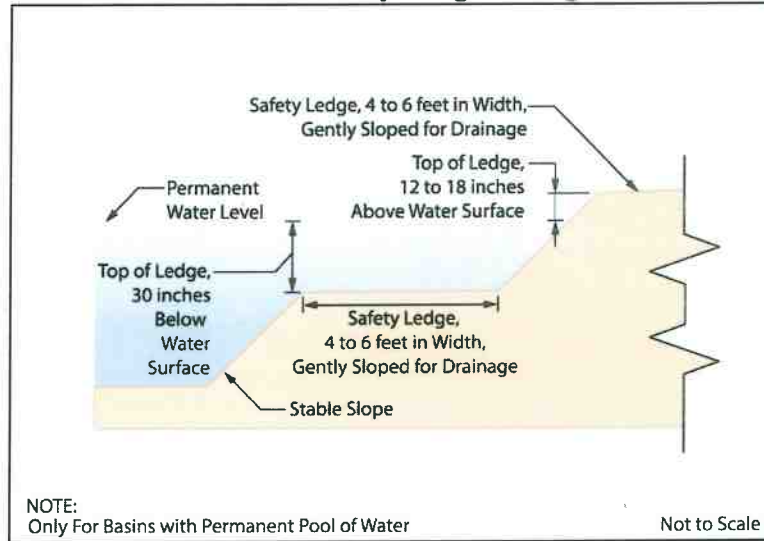 Safety Ledge, 4 to 6 feet in Width,
Gently Sloped for Drainage
Top of Ledge,
12 to 18 inches
Above Water Surface
Permanent
Water Level
Top of Ledge,
30 inches
Below
Water
Surface
Safety Ledge,
4 to 6 feet in Width,
Gently Sloped for Drainage
Stable Slope
NOTE:
Only For Basins with Permanent Pool of Water
Not to Scale